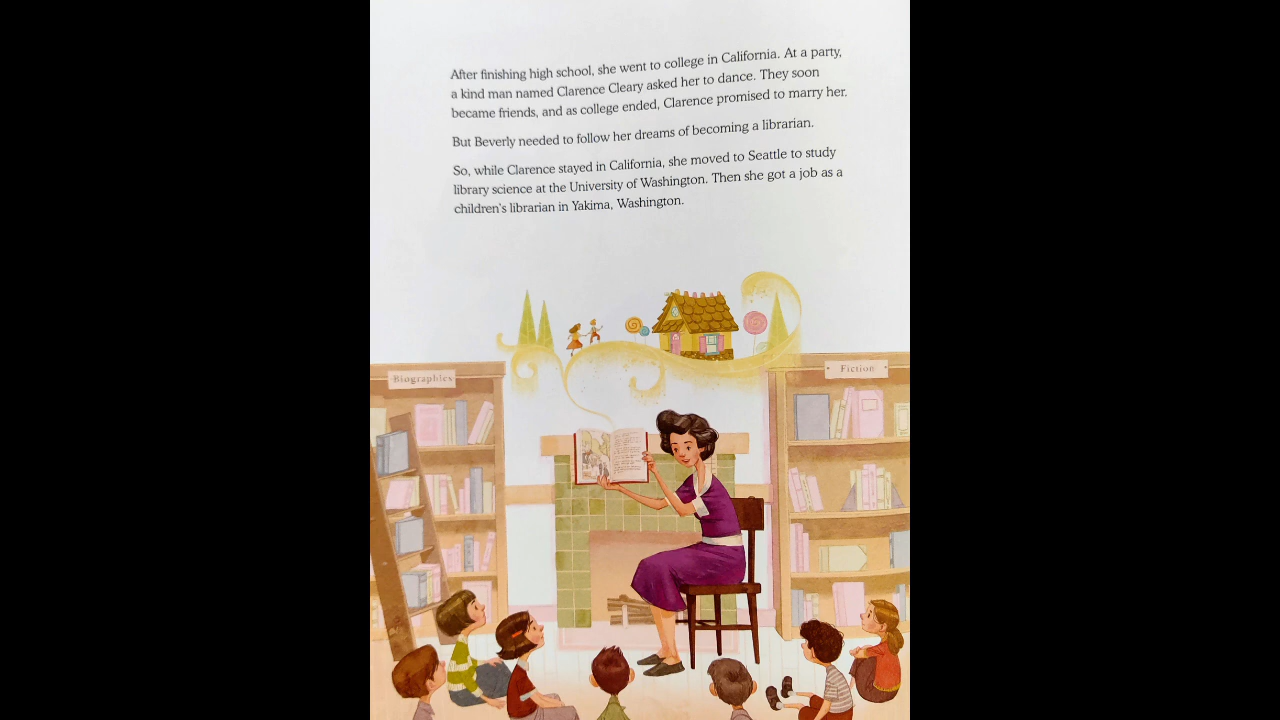 After finishing high school, she went to college in California. At a party,
a kind man named Clarence Cleary asked her to dance. They soon
became friends, and as college ended, Clarence promised to marry her.
But Beverly needed to follow her dreams of becoming a librarian.
So, while Clarence stayed in California, she moved to Seattle to study
library science at the University of Washington. Then she got a job as a
children's librarian in Yakima, Washington.
Biographies
Fiction